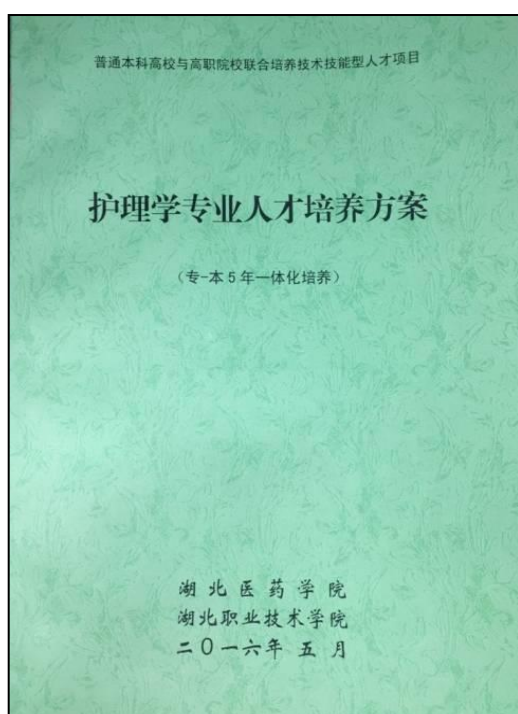 普通本科高校与高职院校联合培养技术技能型人才项目
护理学专业人才培养方案
(专-本5年一体化培养)
湖北医药学院
湖北职业技术学院
二〇一六年五月